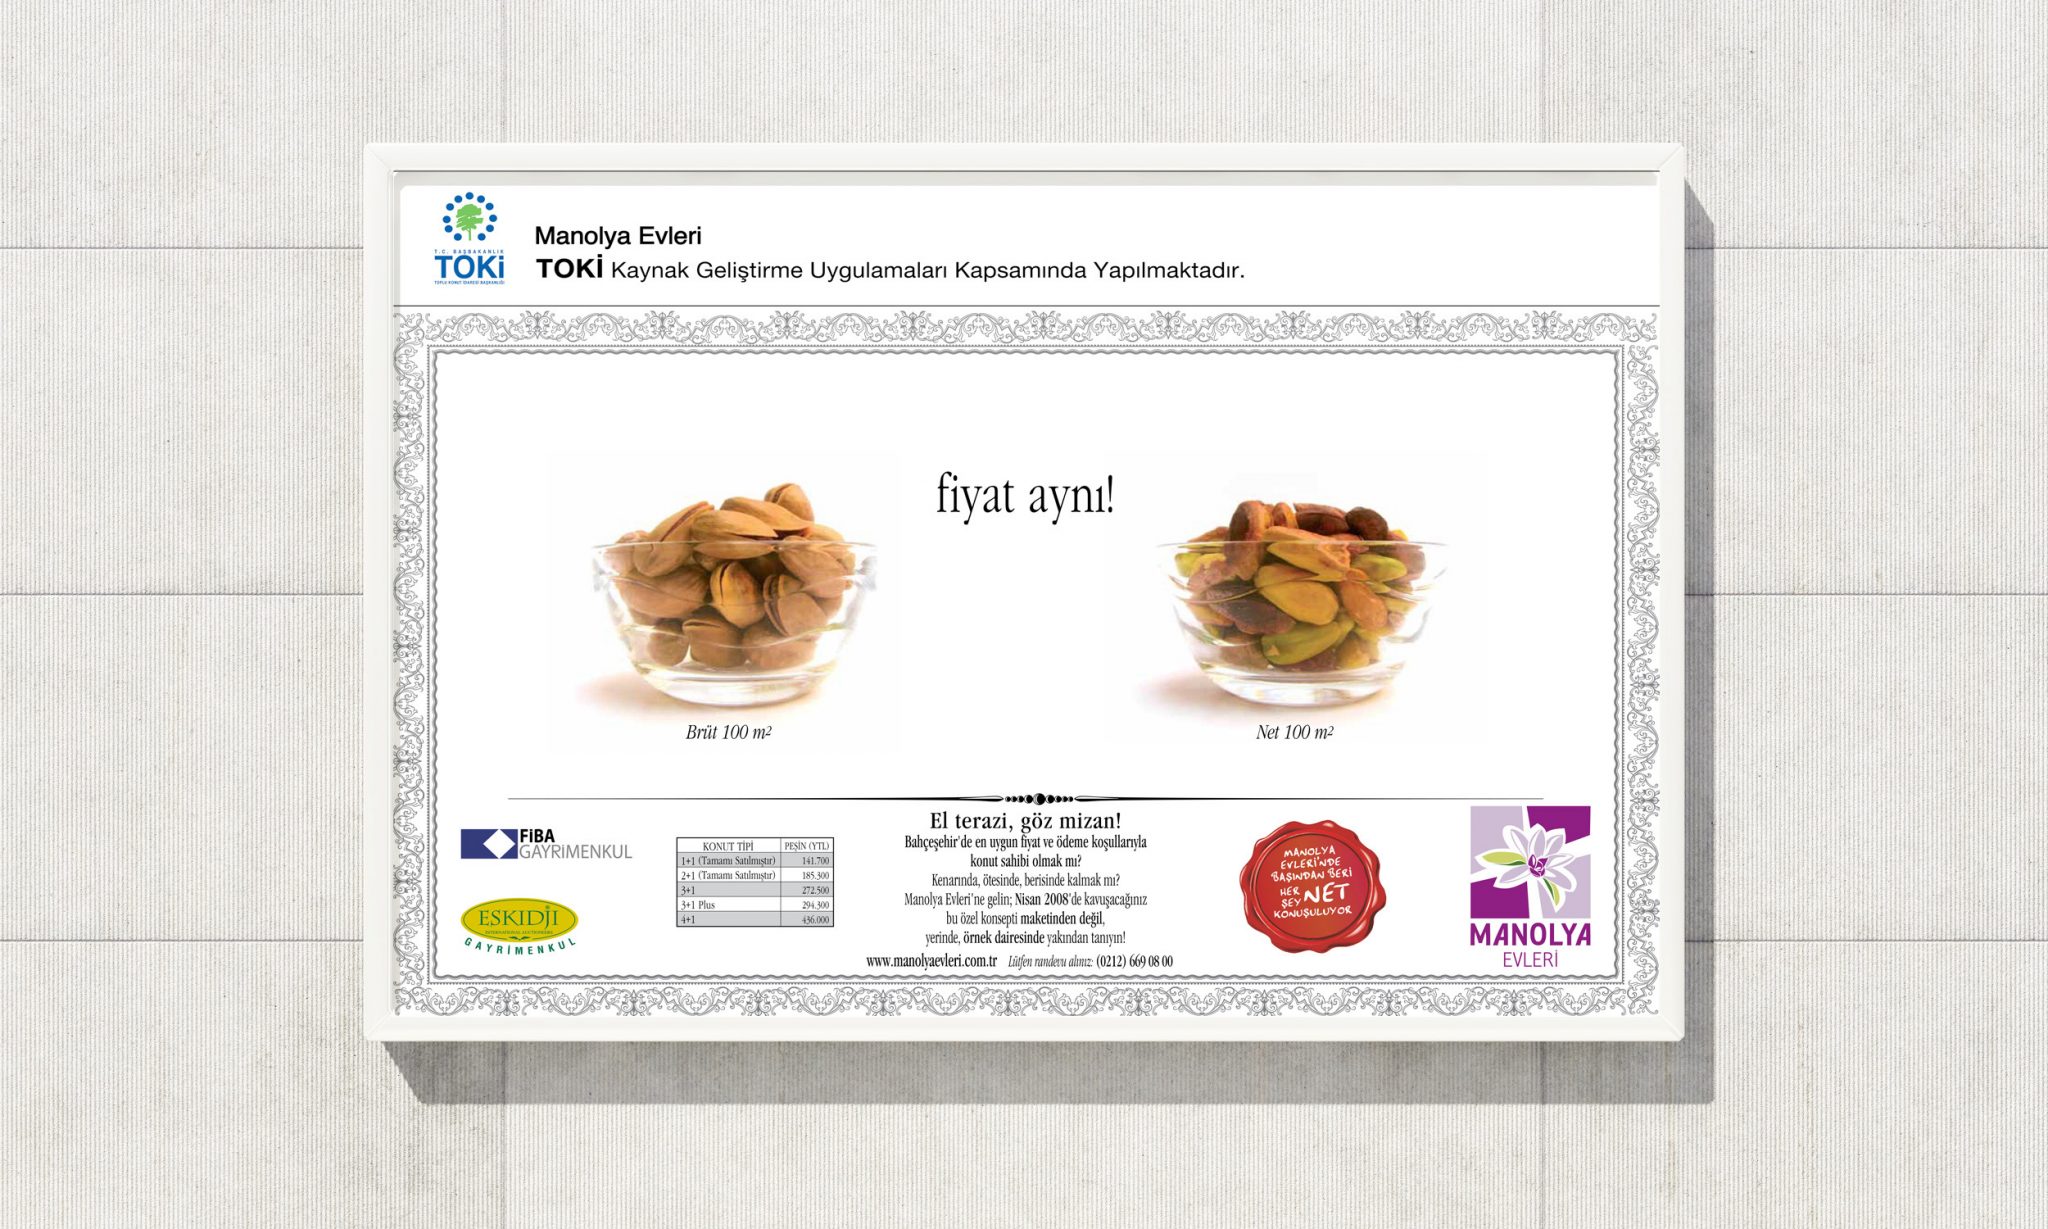 T.C. BAŞBAKANLIK
TOKİ
TOPLU KONUT İDARESİ BAŞKANLIĞI
Manolya Evleri
TOKİ Kaynak Geliştirme Uygulamaları Kapsamında Yapılmaktadır.
fiyat aynı!
Brüt 100 m²
Net 100 m²
FİBA
GAYRİMENKUL
ESKIDJI
INTERNATIONAL AUCTIONEERS
GAYRİMENKUL
KONUT TİPİ PEŞİN (YTL)
1+1 (Tamamı Satılmıştır) 141.700
2+1 (Tamamı Satılmıştır) 185.300
3+1 272.500
3+1 Plus 294.300
4+1 436.000
El terazi, göz mizan!
Bahçeşehir'de en uygun fiyat ve ödeme koşullarıyla
konut sahibi olmak mı?
Kenarında, ötesinde, berisinde kalmak mı?
Manolya Evleri'ne gelin; Nisan 2008'de kavuşacağınız
bu özel konsepti maketinden değil,
yerinde, örnek dairesinde yakından tanıyın!
www.manolyaevleri.com.tr Lütfen randevu alınız: (0212) 669 08 00
MANOLYA
EVLERİ'NDE
BAŞINDAN BERİ
HER NET
ŞEY
KONUŞULUYOR
MANOLYA
EVLERİ